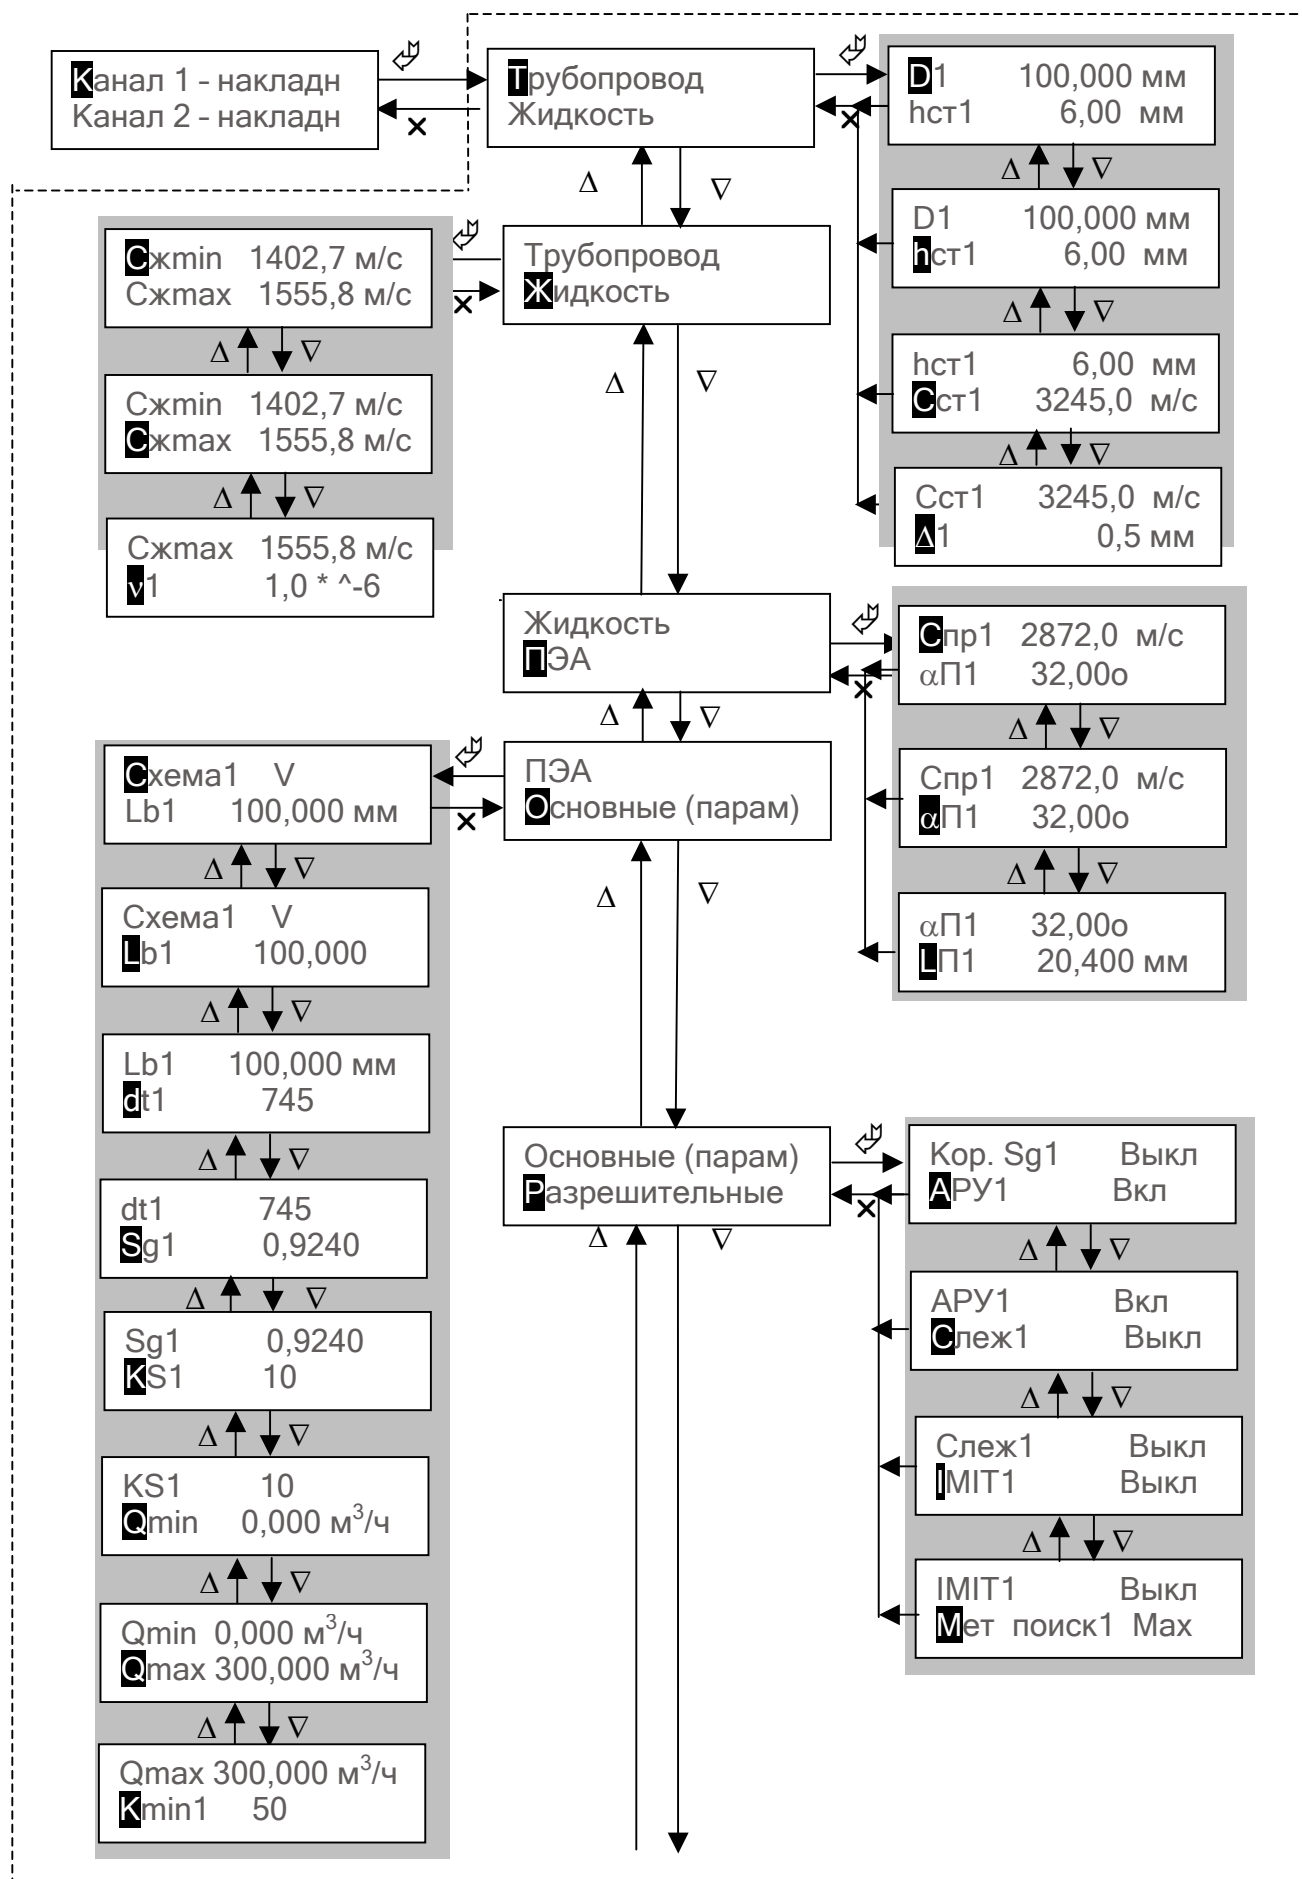 Канал 1 - накладн
Канал 2 - накладн
Трубопровод
Жидкость
D1 100,000 мм
hст1 6,00 мм
Δ ∇
Δ ∇
D1 100,000 мм
hст1 6,00 мм
Δ ∇
hст1 6,00 мм
Сст1 3245,0 м/с
Δ ∇
Сст1 3245,0 м/с
Δ1 0,5 мм
Трубопровод
Жидкость
Сжmin 1402,7 м/с
Сжmax 1555,8 м/с
Δ ∇
Сжmin 1402,7 м/с
Сжmax 1555,8 м/с
Δ ∇
Сжmax 1555,8 м/с
ν1 1,0 * ^-6
Δ ∇
Жидкость
ПЭА
Спр1 2872,0 м/с
αП1 32,00о
Δ ∇
Спр1 2872,0 м/с
αП1 32,00о
Δ ∇
αП1 32,00о
LП1 20,400 мм
Δ ∇
ПЭА
Основные (парам)
Схема1 V
Lb1 100,000 мм
Δ ∇
Схема1 V
Lb1 100,000
Δ ∇
Lb1 100,000 мм
dt1 745
Δ ∇
dt1 745
Sg1 0,9240
Δ ∇
Sg1 0,9240
KS1 10
Δ ∇
KS1 10
Qmin 0,000 м³/ч
Δ ∇
Qmin 0,000 м³/ч
Qmax 300,000 м³/ч
Δ ∇
Qmax 300,000 м³/ч
Kmin1 50
Δ ∇
Основные (парам)
Разрешительные
Δ ∇
Кор. Sg1 Выкл
АРУ1 Вкл
Δ ∇
АРУ1 Вкл
Слеж1 Выкл
Δ ∇
Слеж1 Выкл
IMIT1 Выкл
Δ ∇
IMIT1 Выкл
Мет поиск1 Max